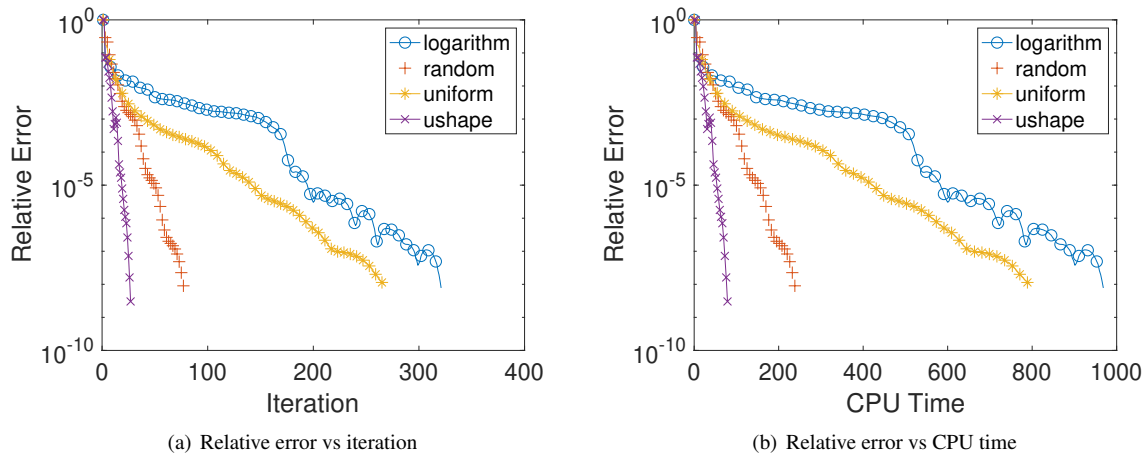 10^0
10^-5
10^-10
Relative Error
0
100
200
300
400
Iteration
logarithm
random
uniform
ushape
(a) Relative error vs iteration
10^0
10^-5
10^-10
Relative Error
0
200
400
600
800
1000
CPU Time
logarithm
random
uniform
ushape
(b) Relative error vs CPU time